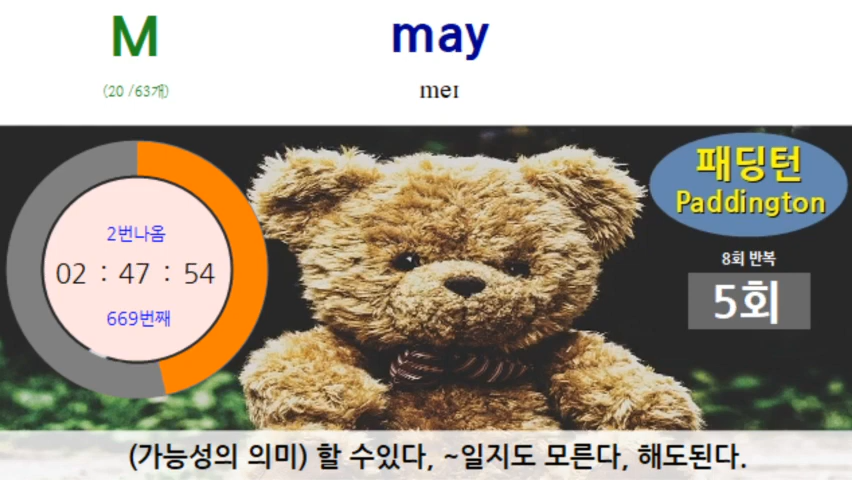 M
may
(20 /63개)
meɪ
패딩턴
Paddington
2번나옴
02 : 47 : 54
669번째
8회 반복
5회
(가능성의 의미) 할 수있다, ~일지도 모른다, 해도된다.